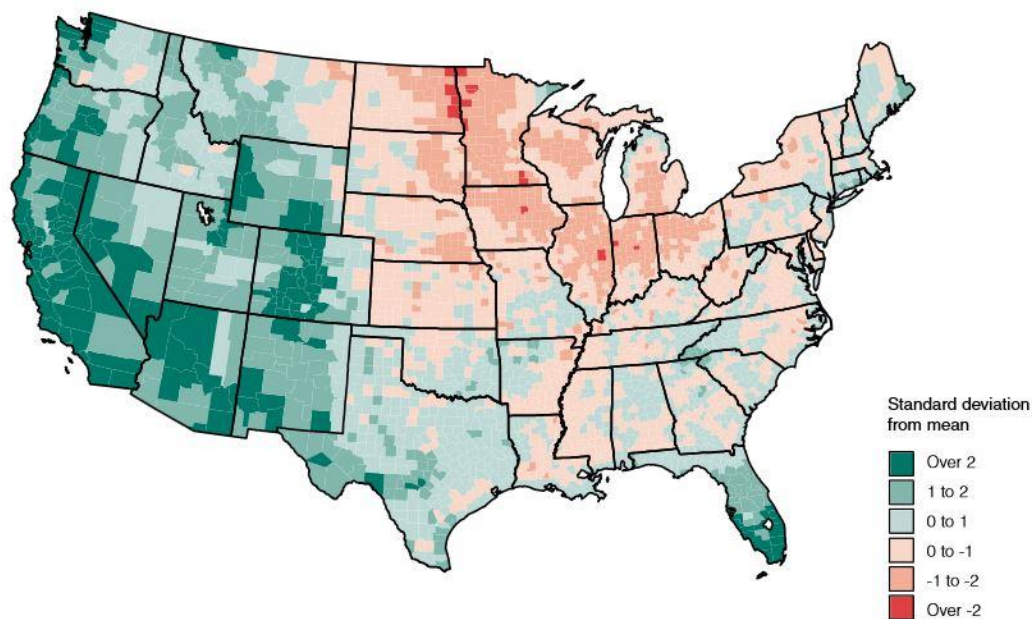 Standard deviation
from mean
Over 2
1 to 2
0 to 1
0 to -1
-1 to -2
Over -2